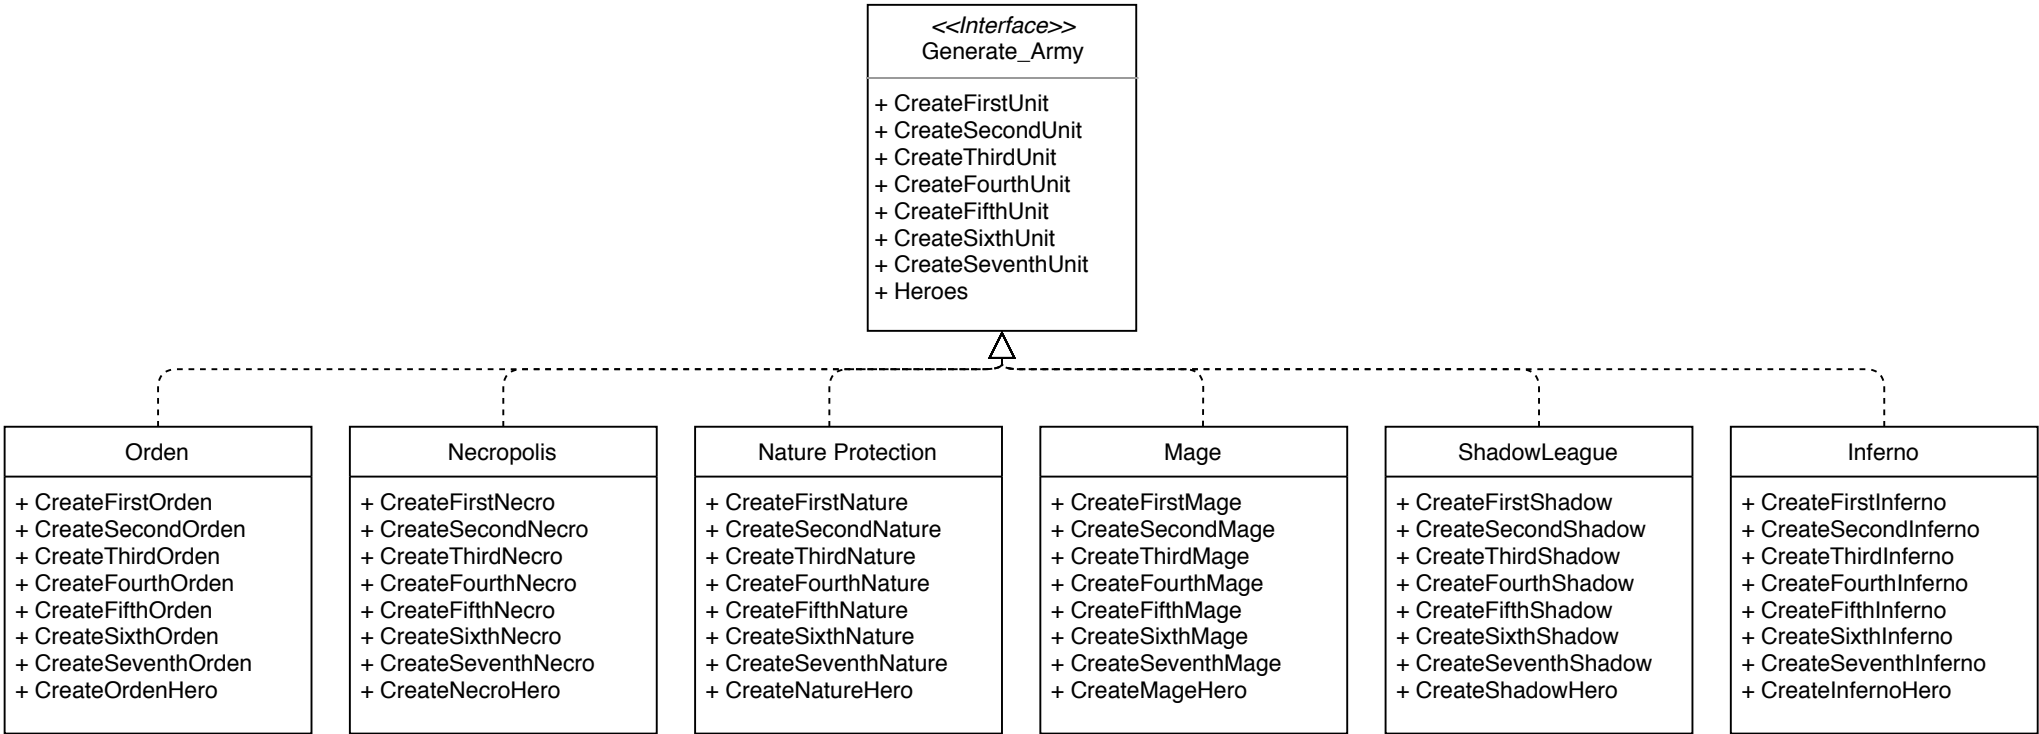 <<Interface>>
Generate_Army
+ CreateFirstUnit
+ CreateSecondUnit
+ CreateThirdUnit
+ CreateFourthUnit
+ CreateFifthUnit
+ CreateSixthUnit
+ CreateSeventhUnit
+ Heroes
Orden
+ CreateFirstOrden
+ CreateSecondOrden
+ CreateThirdOrden
+ CreateFourthOrden
+ CreateFifthOrden
+ CreateSixthOrden
+ CreateSeventhOrden
+ CreateOrdenHero
Necropolis
+ CreateFirstNecro
+ CreateSecondNecro
+ CreateThirdNecro
+ CreateFourthNecro
+ CreateFifthNecro
+ CreateSixthNecro
+ CreateSeventhNecro
+ CreateNecroHero
Nature Protection
+ CreateFirstNature
+ CreateSecondNature
+ CreateThirdNature
+ CreateFourthNature
+ CreateFifthNature
+ CreateSixthNature
+ CreateSeventhNature
+ CreateNatureHero
Mage
+ CreateFirstMage
+ CreateSecondMage
+ CreateThirdMage
+ CreateFourthMage
+ CreateFifthMage
+ CreateSixthMage
+ CreateSeventhMage
+ CreateMageHero
ShadowLeague
+ CreateFirstShadow
+ CreateSecondShadow
+ CreateThirdShadow
+ CreateFourthShadow
+ CreateFifthShadow
+ CreateSixthShadow
+ CreateSeventhShadow
+ CreateShadowHero
Inferno
+ CreateFirstInferno
+ CreateSecondInferno
+ CreateThirdInferno
+ CreateFourthInferno
+ CreateFifthInferno
+ CreateSixthInferno
+ CreateSeventhInferno
+ CreateInfernoHero